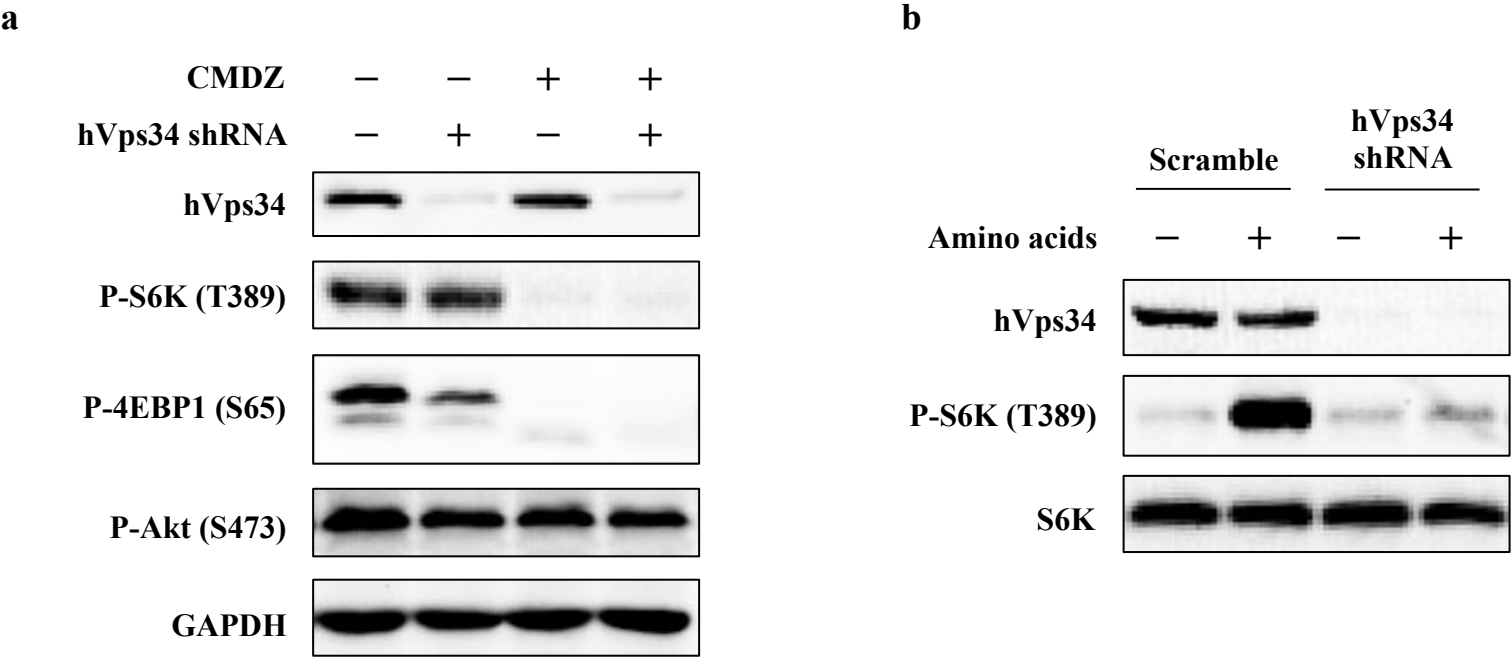 a
CMDZ − − + +
hVps34 shRNA − + − +
hVps34
P-S6K (T389)
P-4EBP1 (S65)
P-Akt (S473)
GAPDH
b
Scramble
hVps34
shRNA
Amino acids − + − +
hVps34
P-S6K (T389)
S6K